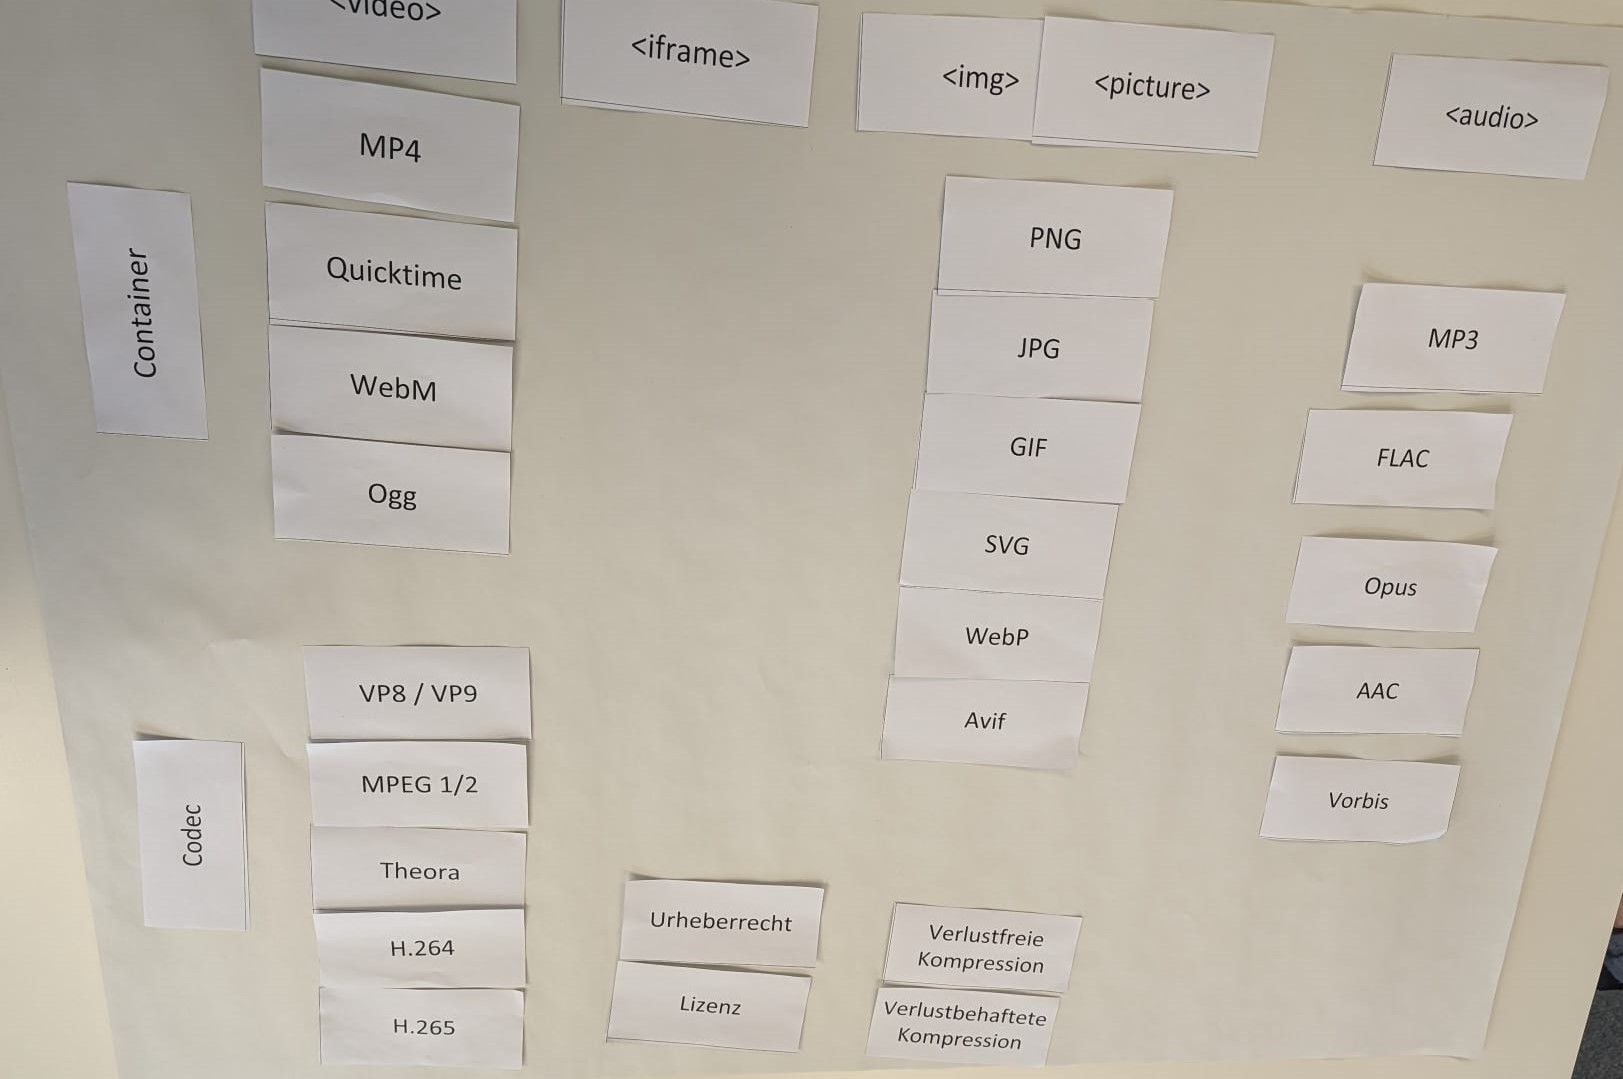 <video>
<iframe>
<img>
<picture>
<audio>
Container
MP4
Quicktime
WebM
Ogg
PNG
JPG
GIF
SVG
WebP
Avif
MP3
FLAC
Opus
AAC
Vorbis
Codec
VP8 / VP9
MPEG 1/2
Theora
H.264
H.265
Urheberrecht
Lizenz
Verlustfreie
Kompression
Verlustbehaftete
Kompression